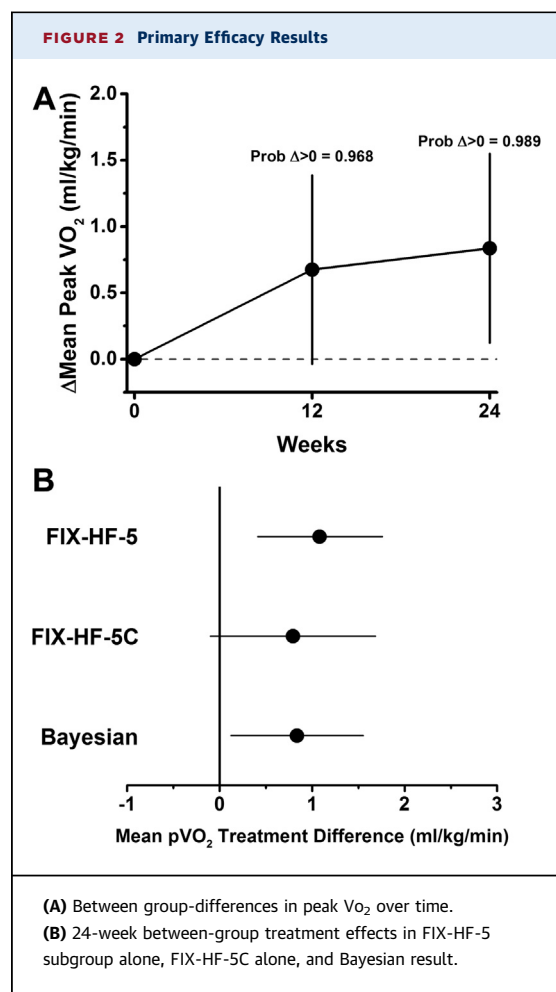 FIGURE 2 Primary Efficacy Results
A
ΔMean Peak VO₂ (ml/kg/min)
2.0
1.5
1.0
0.5
0.0
Prob Δ>0 = 0.968
Prob Δ>0 = 0.989
0 12 24
Weeks
B
FIX-HF-5
FIX-HF-5C
Bayesian
-1 0 1 2 3
Mean pVO₂ Treatment Difference (ml/kg/min)
(A) Between group-differences in peak Vo₂ over time.
(B) 24-week between-group treatment effects in FIX-HF-5
subgroup alone, FIX-HF-5C alone, and Bayesian result.